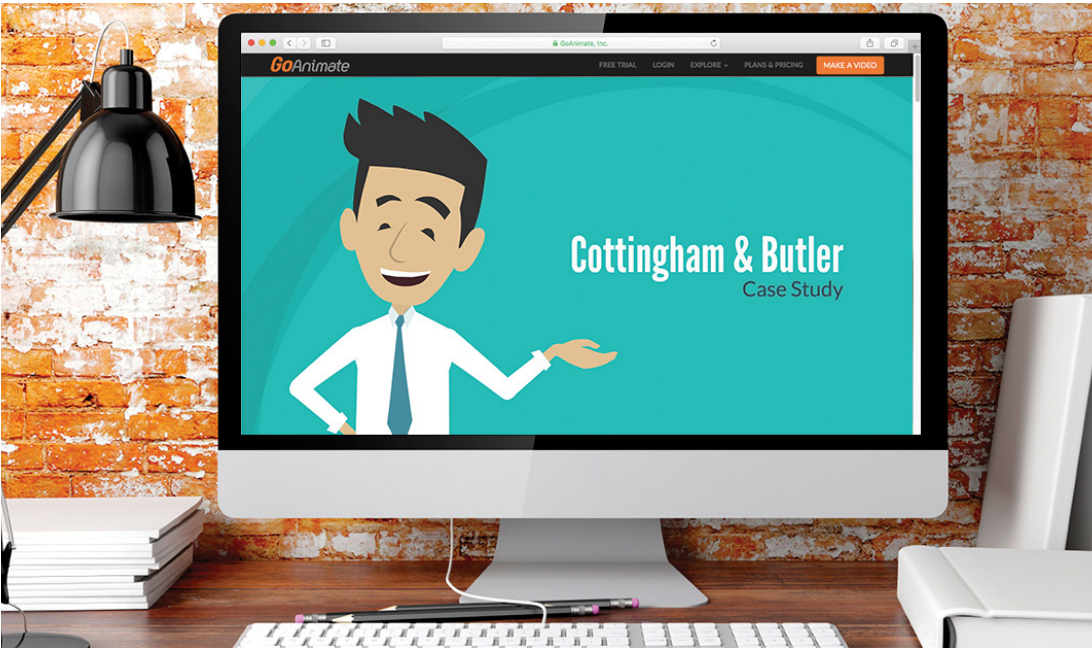 GoAnimate, Inc.
GoAnimate
FREE TRIAL LOGIN EXPLORE PLANS & PRICING MAKE A VIDEO
Cottingham & Butler
Case Study